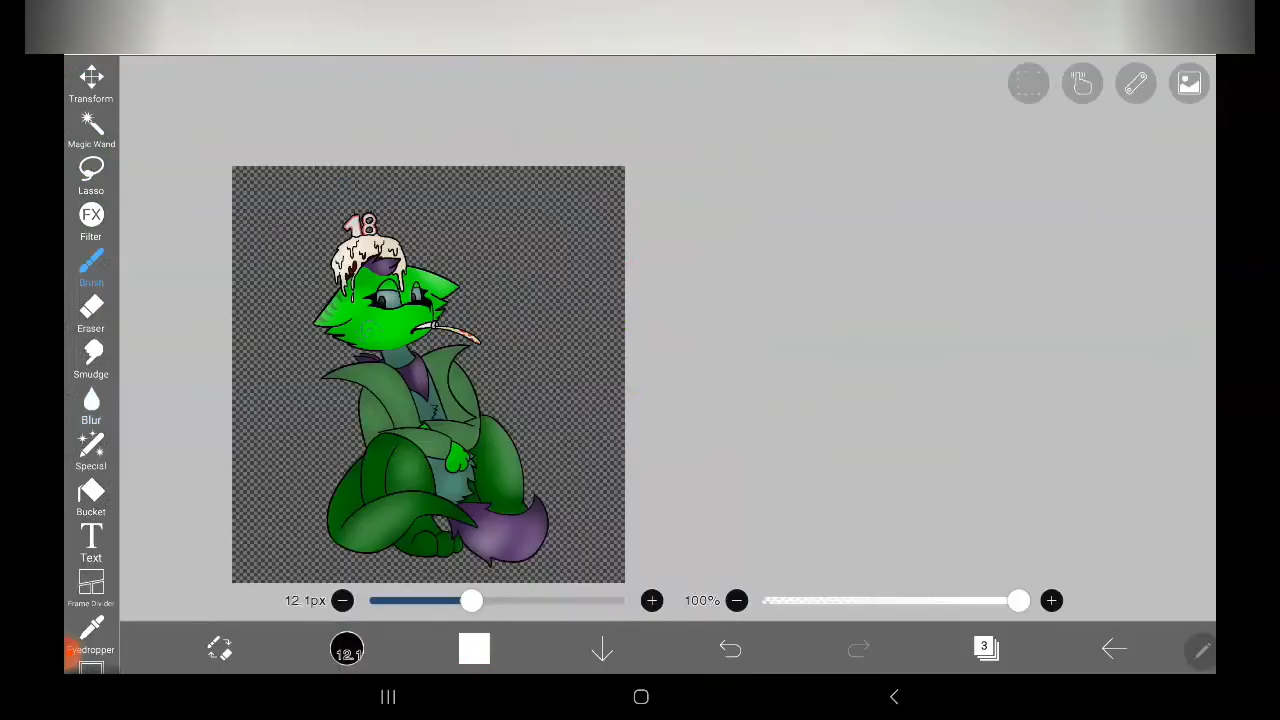 Transform
Magic Wand
Lasso
FX
Filter
Brush
Eraser
Smudge
Blur
Special
Bucket
T
Text
Frame Divider
Eyedropper
18
12.1px
100%
12.1
3